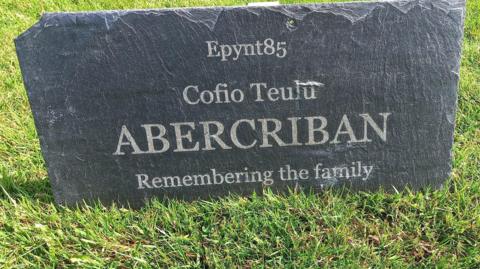 Epynt85
Cofio Teulu
ABERCRIBAN
Remembering the family